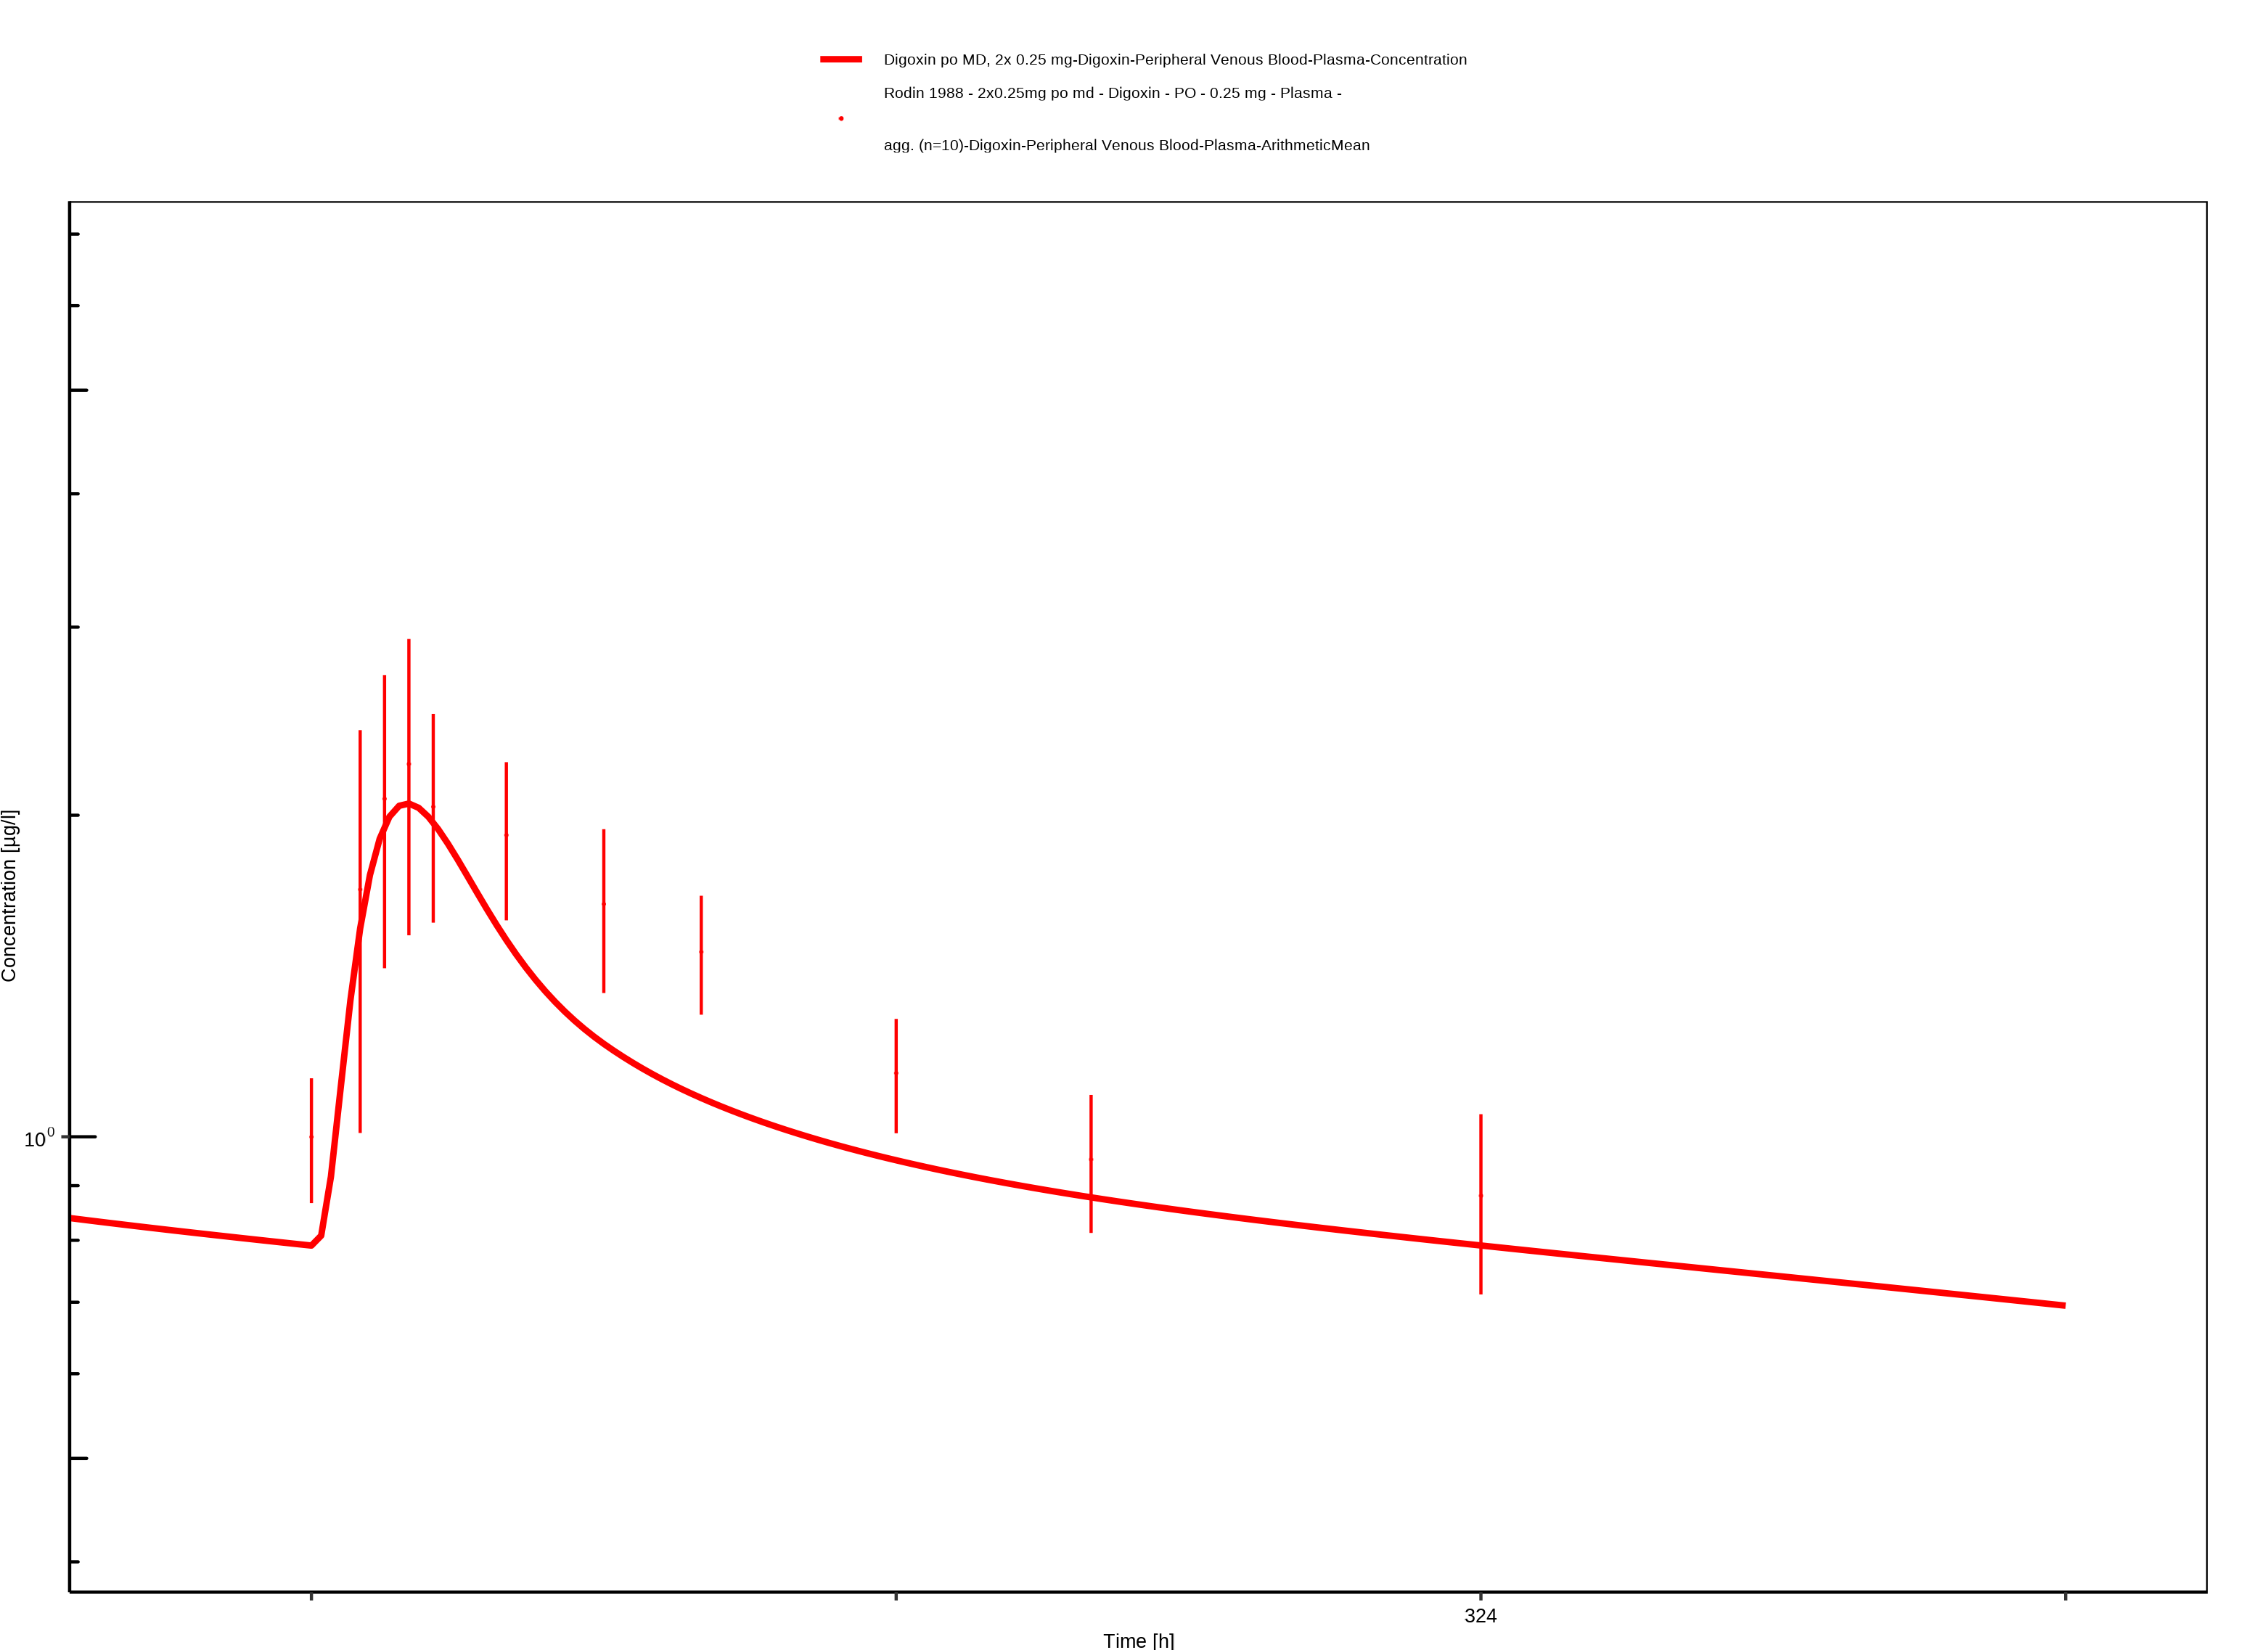 Digoxin po MD, 2x 0.25 mg-Digoxin-Peripheral Venous Blood-Plasma-Concentration
Rodin 1988 - 2x0.25mg po md - Digoxin - PO - 0.25 mg - Plasma -
agg. (n=10)-Digoxin-Peripheral Venous Blood-Plasma-ArithmeticMean
Concentration [µg/l]
10⁰
324
Time [h]